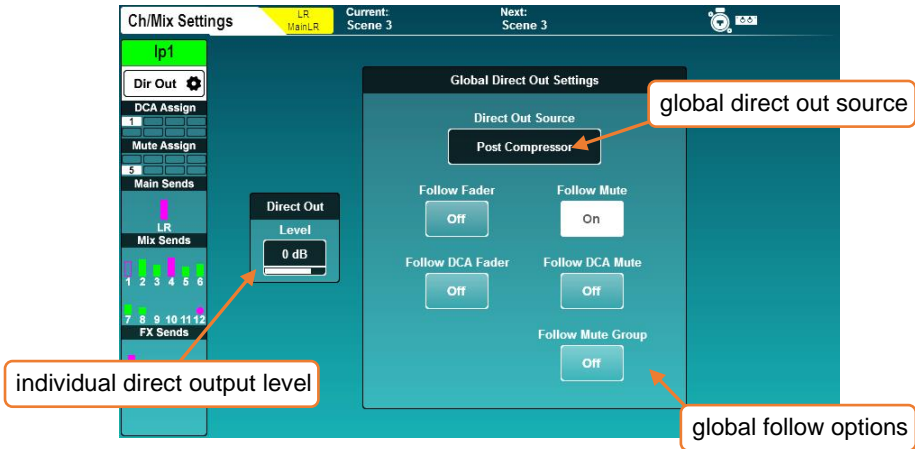 Ch/Mix Settings
LR
MainLR
Current:
Scene 3
Next:
Scene 3
Ip1
Dir Out
DCA Assign
1
Mute Assign
5
Main Sends
LR
Mix Sends
1 2 3 4 5 6
7 8 9 10 11 12
FX Sends
Direct Out
Level
0 dB
Global Direct Out Settings
Direct Out Source
Post Compressor
Follow Fader
Follow Mute
Off
On
Follow DCA Fader
Follow DCA Mute
Off
Off
Follow Mute Group
Off
global direct out source
individual direct output level
global follow options